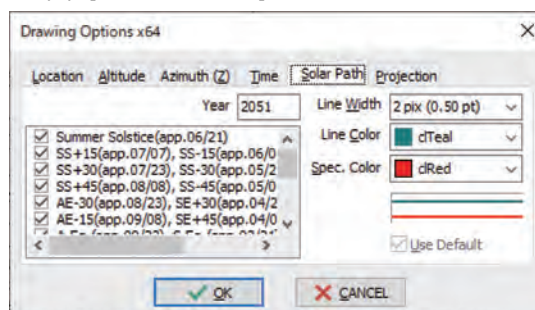 Drawing Options x64
Location Altitude Azimuth (Z) Time Solar Path Projection
Year 2051
Line Width 2 pix (0.50 pt)
Line Color clTeal
Spec. Color clRed
Summer Solstice(app.06/21)
SS+15(app.07/07), SS-15(app.06/0
SS+30(app.07/23), SS-30(app.05/2
SS+45(app.08/08), SS-45(app.05/0
AE-30(app.08/23), SE+30(app.04/2
AE-15(app.09/08), SE+45(app.04/0
Use Default
OK CANCEL